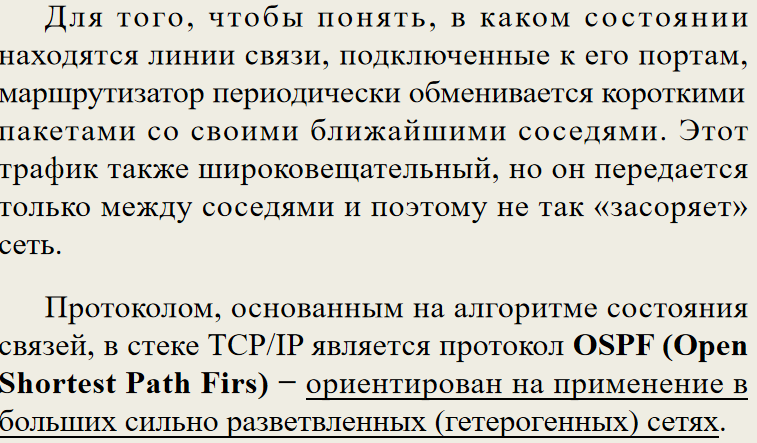 Для того, чтобы понять, в каком состоянии
находятся линии связи, подключенные к его портам,
маршрутизатор периодически обменивается короткими
пакетами со своими ближайшими соседями. Этот
трафик также широковещательный, но он передается
только между соседями и поэтому не так «засоряет»
сеть.
Протоколом, основанным на алгоритме состояния
связей, в стеке TCP/IP является протокол OSPF (Open
Shortest Path Firs) − ориентирован на применение в
больших сильно разветвленных (гетерогенных) сетях.